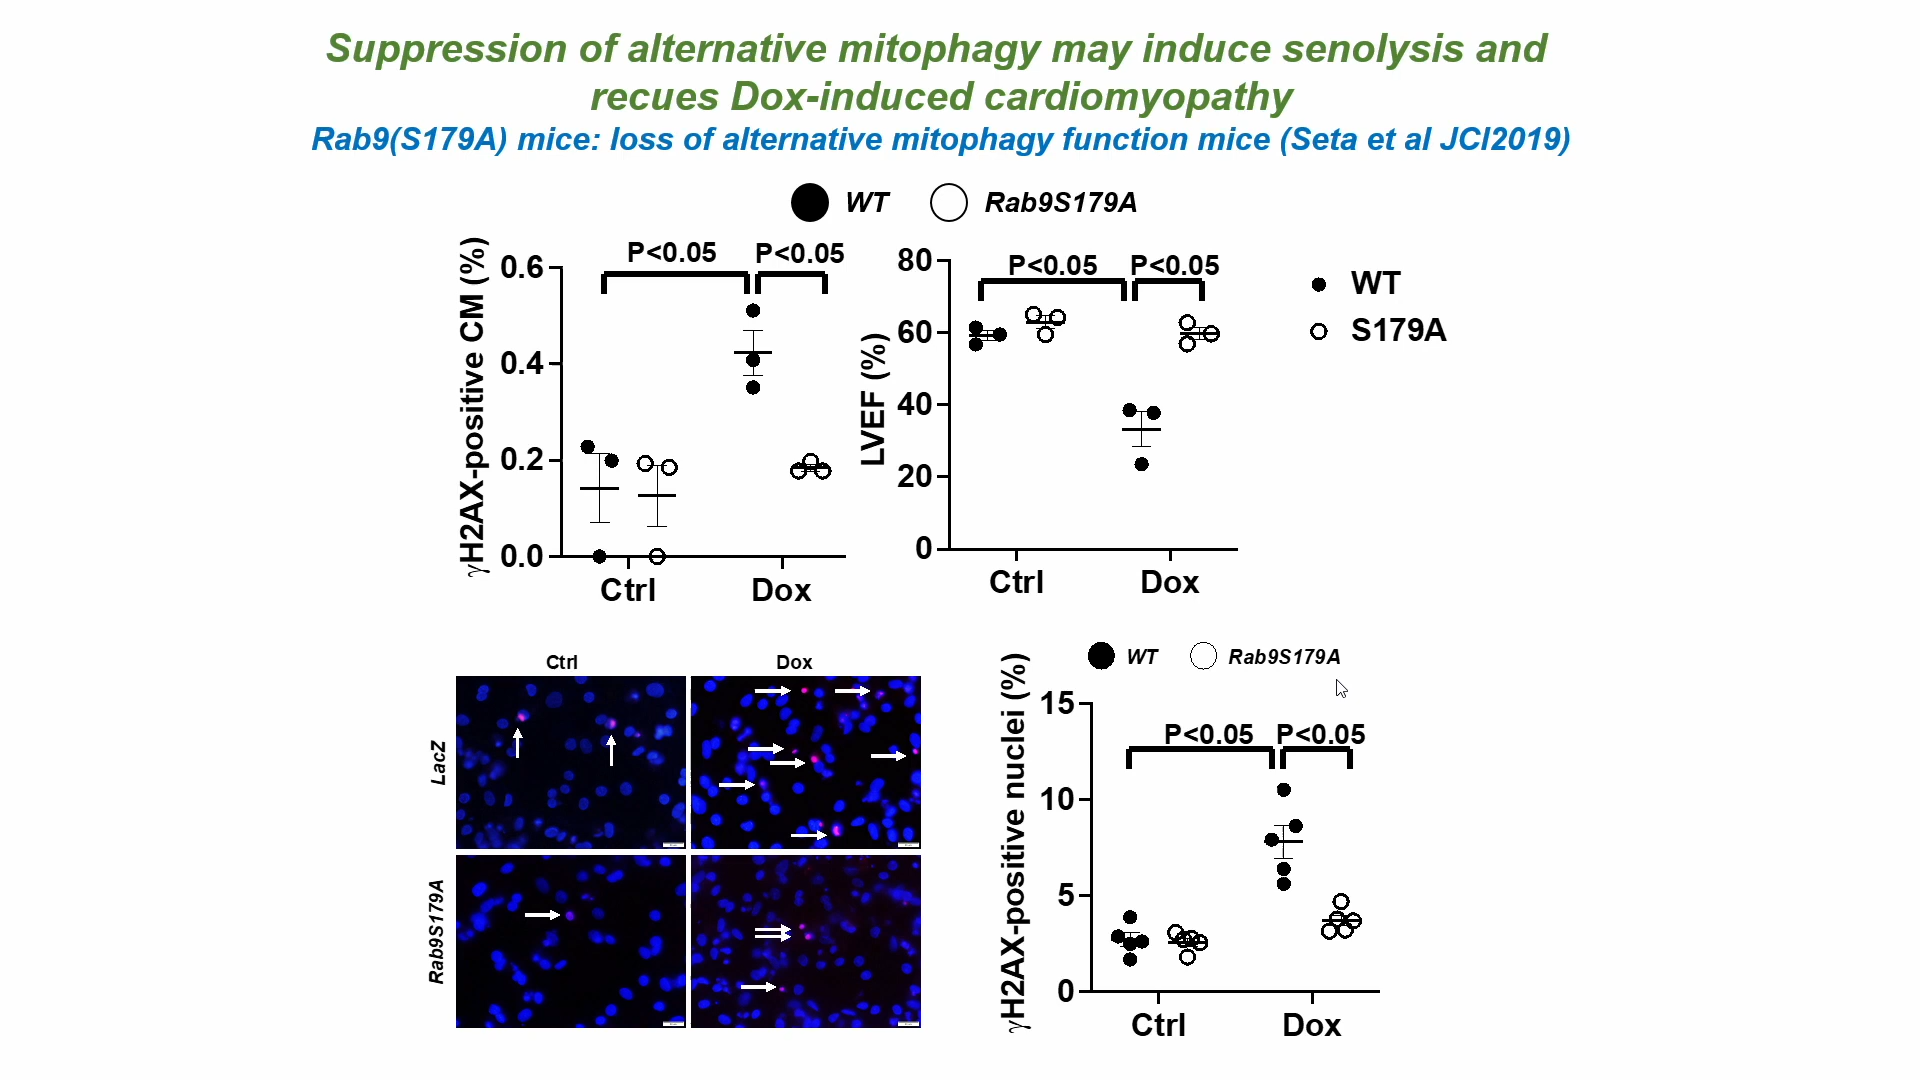 Suppression of alternative mitophagy may induce senolysis and
recues Dox-induced cardiomyopathy
Rab9(S179A) mice: loss of alternative mitophagy function mice (Seta et al JCI2019)
WT Rab9S179A
γH2AX-positive CM (%)
0.6
0.4
0.2
0.0
P<0.05 P<0.05
Ctrl Dox
LVEF (%)
80
60
40
20
0
P<0.05 P<0.05
Ctrl Dox
WT
S179A
Ctrl Dox
LacZ
Rab9S179A
WT Rab9S179A
γH2AX-positive nuclei (%)
15
10
5
0
P<0.05 P<0.05
Ctrl Dox